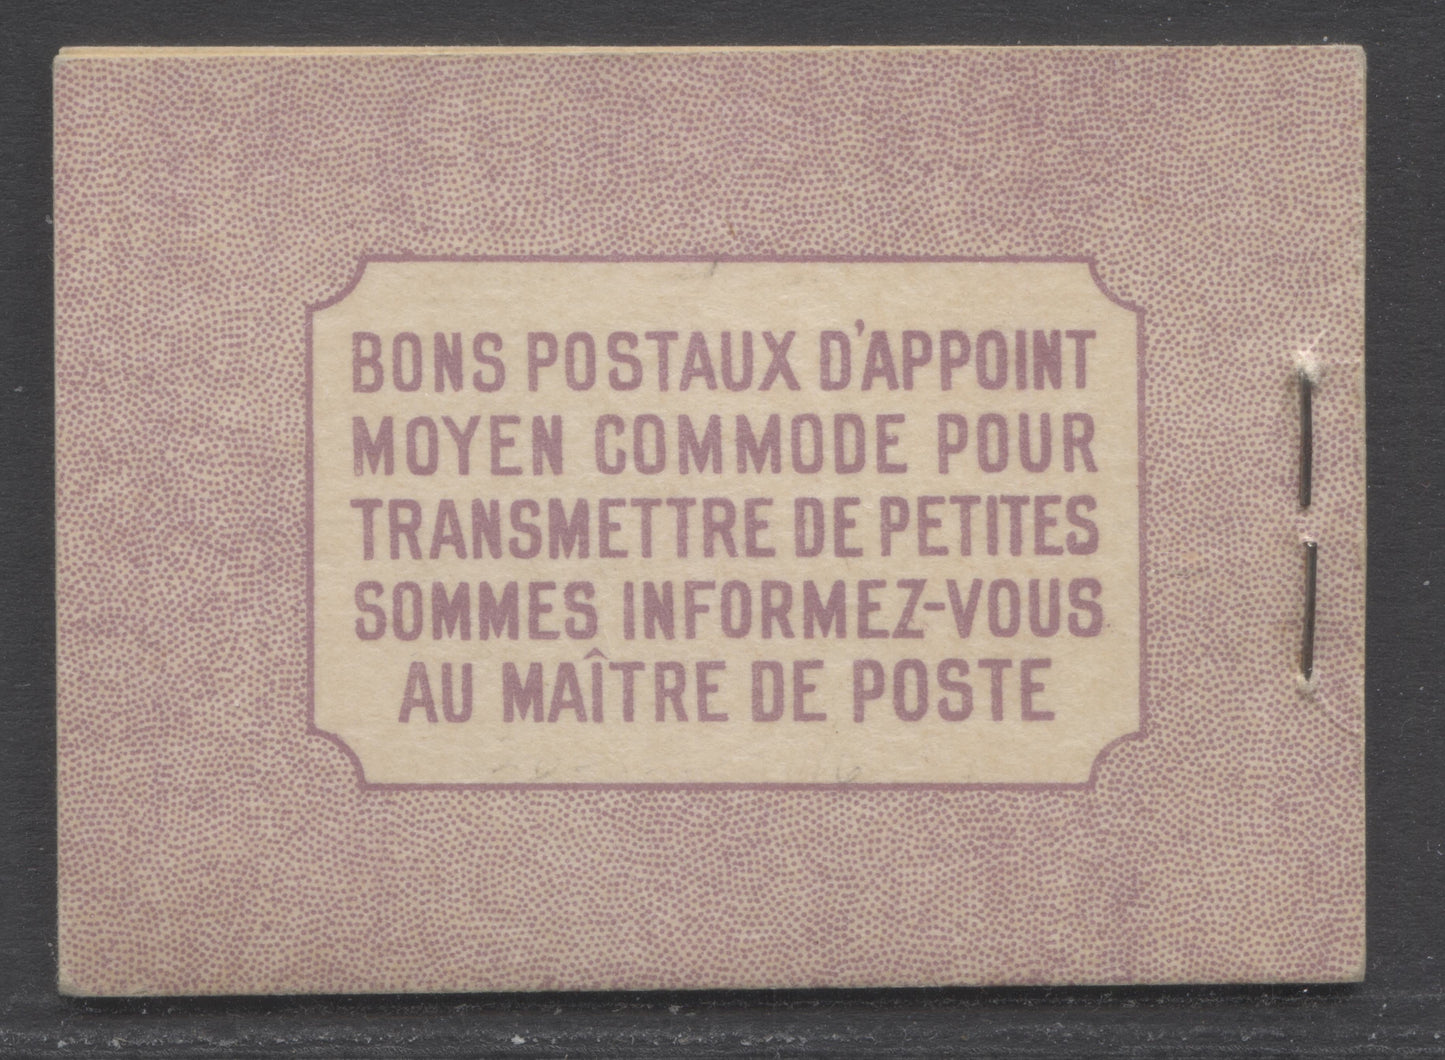 BONS POSTAUX D'APPOINT
MOYEN COMMODE POUR
TRANSMETTRE DE PETITES
SOMMES INFORMEZ-VOUS
AU MAÎTRE DE POSTE